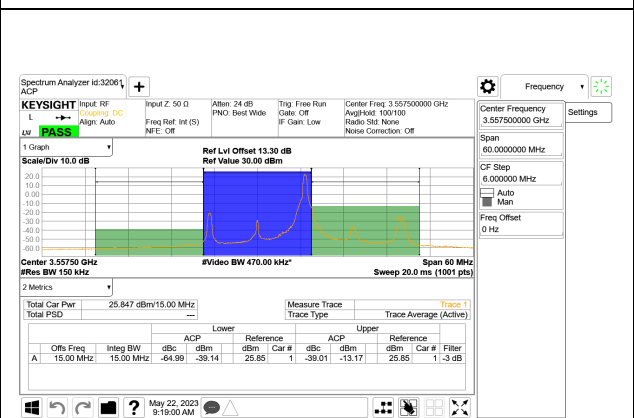 Spectrum Analyzer id:32061
ACP
Frequency
KEYSIGHT Input: RF Input Z: 50 Ω Atten: 24 dB Trig: Free Run Center Freq: 3.557500000 GHz
L Coupling: DC PNO: Best Wide Gate: Off Avg|Hold: 100/100
Align: Auto Freq Ref: Int (S) IF Gain: Low Radio Std: None
PASS NFE: Off Noise Correction: Off
Center Frequency
3.557500000 GHz
Settings
Span
60.0000000 MHz
CF Step
6.000000 MHz
Auto
Man
Freq Offset
0 Hz
1 Graph
Ref Lvl Offset 13.30 dB
Scale/Div 10.0 dB Ref Value 30.00 dBm
20.0
10.0
0.00
-10.0
-20.0
-30.0
-40.0
-50.0
-60.0
Center 3.55750 GHz #Video BW 470.00 kHz* Span 60 MHz
#Res BW 150 kHz Sweep 20.0 ms (1001 pts)
2 Metrics
Total Car Pwr 25.847 dBm/15.00 MHz Measure Trace Trace 1
Total PSD --- Trace Type Trace Average (Active)
Lower Upper
ACP Reference ACP Reference
Offs Freq Integ BW dBc dBm dBm Car # dBc dBm dBm Car # Filter
A 15.00 MHz 15.00 MHz -64.99 -39.14 25.85 1 -39.01 -13.17 25.85 1 -3 dB
May 22, 2023
9:19:00 AM